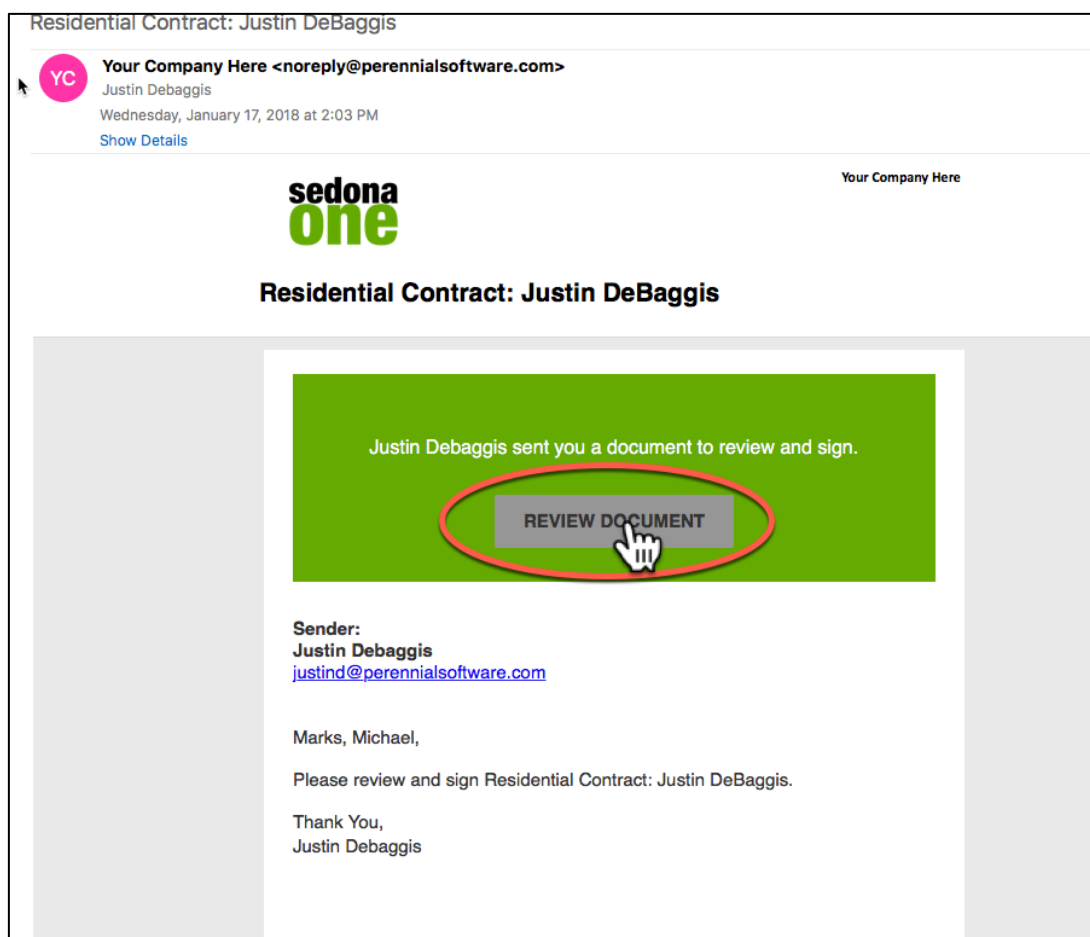 Residential Contract: Justin DeBaggis
YC
Your Company Here <noreply@perennialsoftware.com>
Justin Debaggis
Wednesday, January 17, 2018 at 2:03 PM
Show Details
sedona
one
Your Company Here
Residential Contract: Justin DeBaggis
Justin Debaggis sent you a document to review and sign.
REVIEW DOCUMENT
Sender:
Justin Debaggis
justind@perennialsoftware.com
Marks, Michael,
Please review and sign Residential Contract: Justin DeBaggis.
Thank You,
Justin Debaggis